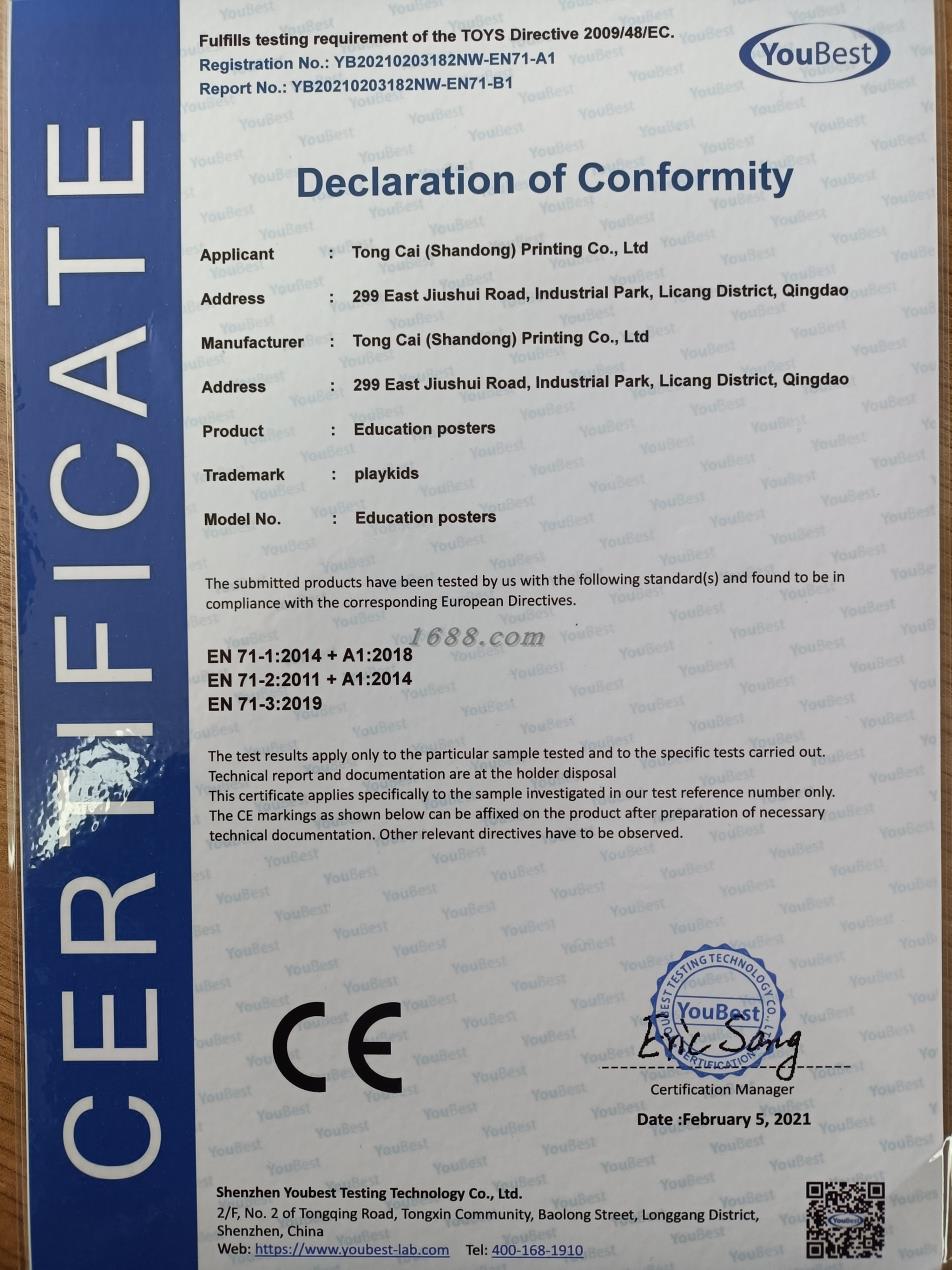 Fulfills testing requirement of the TOYS Directive 2009/48/EC.
Registration No.: YB20210203182NW-EN71-A1
Report No.: YB20210203182NW-EN71-B1
YouBest
CERTIFICATE
Declaration of Conformity
Applicant : Tong Cai (Shandong) Printing Co., Ltd
Address : 299 East Jiushui Road, Industrial Park, Licang District, Qingdao
Manufacturer : Tong Cai (Shandong) Printing Co., Ltd
Address : 299 East Jiushui Road, Industrial Park, Licang District, Qingdao
Product : Education posters
Trademark : playkids
Model No. : Education posters
The submitted products have been tested by us with the following standard(s) and found to be in
compliance with the corresponding European Directives.
1688.com
EN 71-1:2014 + A1:2018
EN 71-2:2011 + A1:2014
EN 71-3:2019
The test results apply only to the particular sample tested and to the specific tests carried out.
Technical report and documentation are at the holder disposal
This certificate applies specifically to the sample investigated in our test reference number only.
The CE markings as shown below can be affixed on the product after preparation of necessary
technical documentation. Other relevant directives have to be observed.
CE
YOUBEST TESTING TECHNOLOGY CO., L
YouBest
CERTIFICATION
Eric Sang
Certification Manager
Date :February 5, 2021
Shenzhen Youbest Testing Technology Co., Ltd.
2/F, No. 2 of Tongqing Road, Tongxin Community, Baolong Street, Longgang District,
Shenzhen, China
Web: https://www.youbest-lab.com Tel: 400-168-1910
YouBest